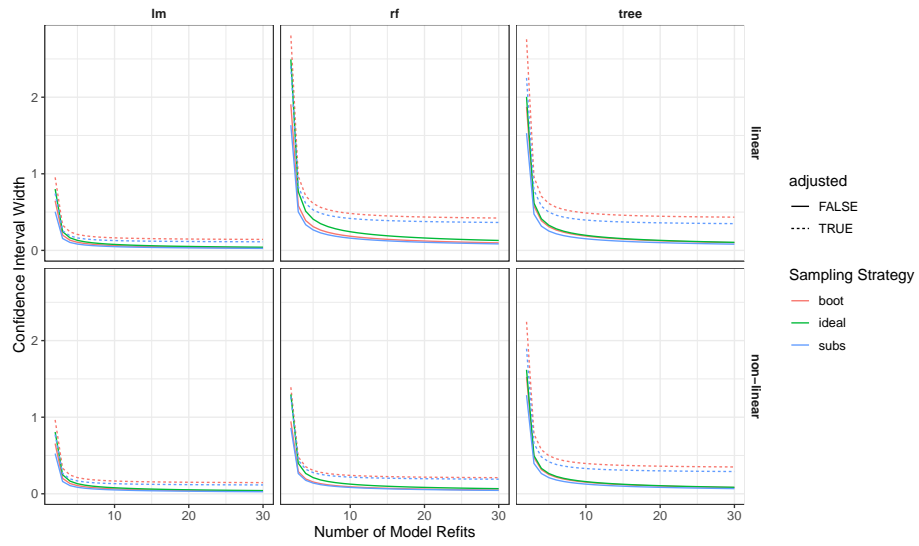 lm rf tree
2
1
0
linear
2
1
0
non−linear
10 20 30 10 20 30 10 20 30
Number of Model Refits
Confidence Interval Width
adjusted
FALSE
TRUE
Sampling Strategy
boot
ideal
subs